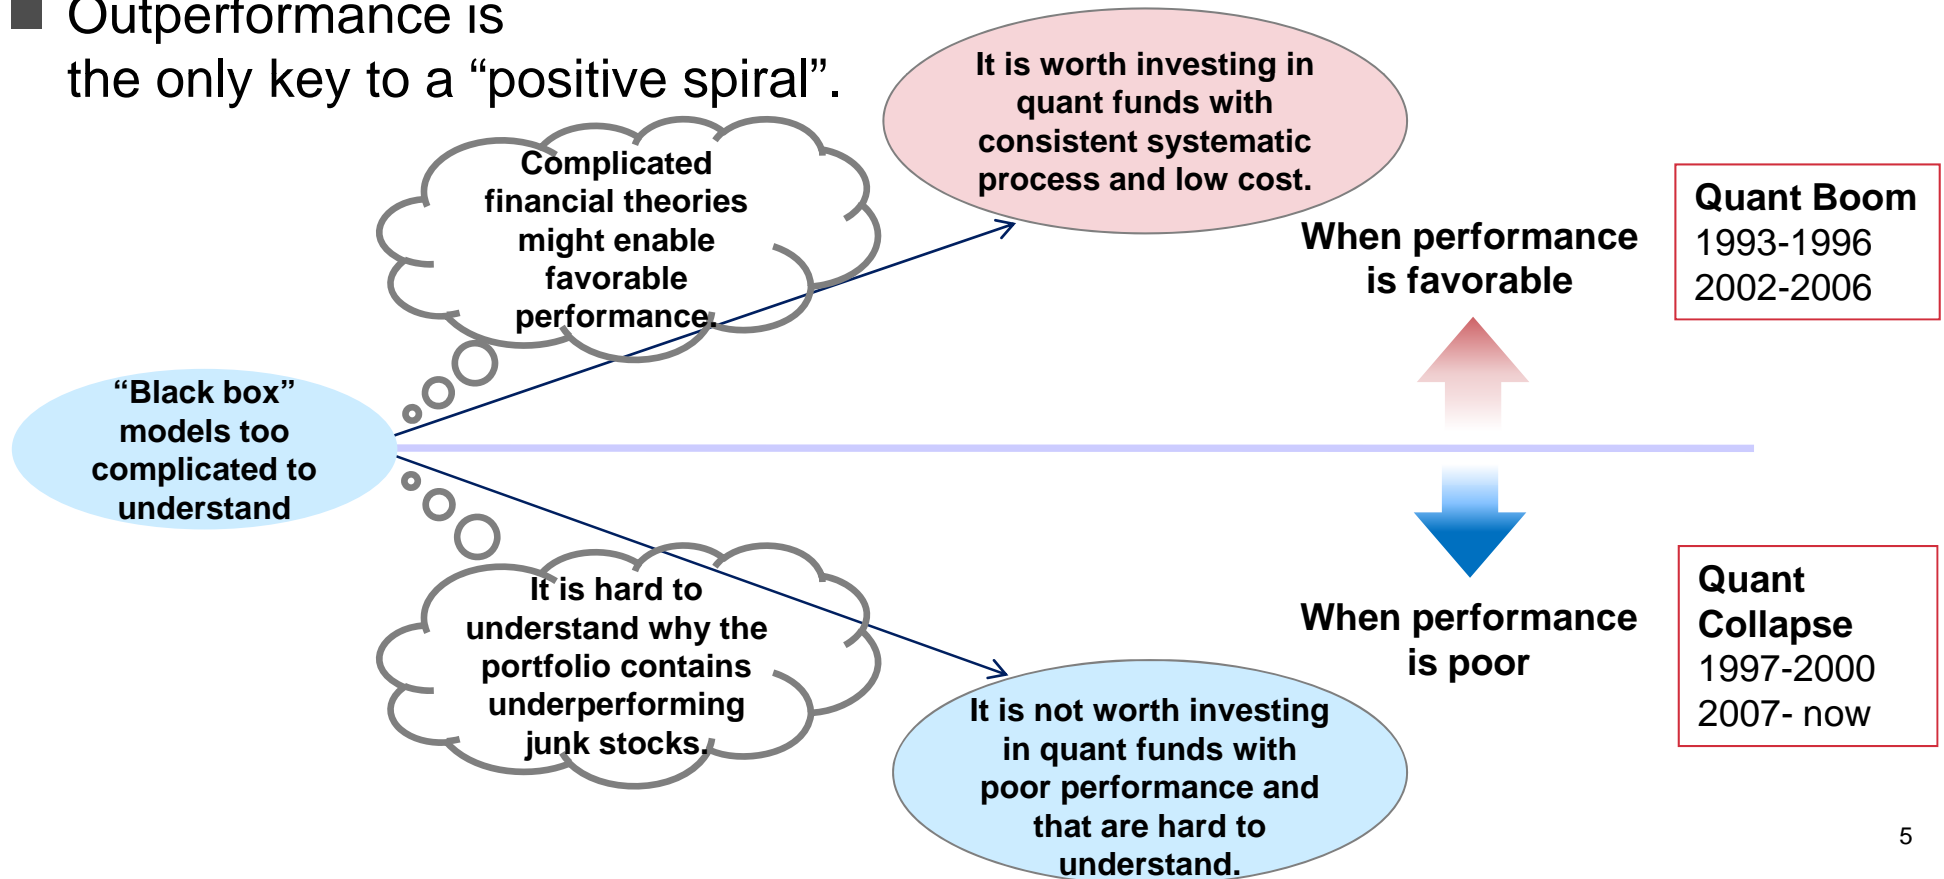 Outperformance is
the only key to a “positive spiral”.
It is worth investing in
quant funds with
consistent systematic
process and low cost.
Complicated
financial theories
might enable
favorable
performance.
When performance
is favorable
Quant Boom
1993-1996
2002-2006
“Black box”
models too
complicated to
understand
It is hard to
understand why the
portfolio contains
underperforming
junk stocks.
When performance
is poor
Quant
Collapse
1997-2000
2007- now
It is not worth investing
in quant funds with
poor performance and
that are hard to
understand.
5